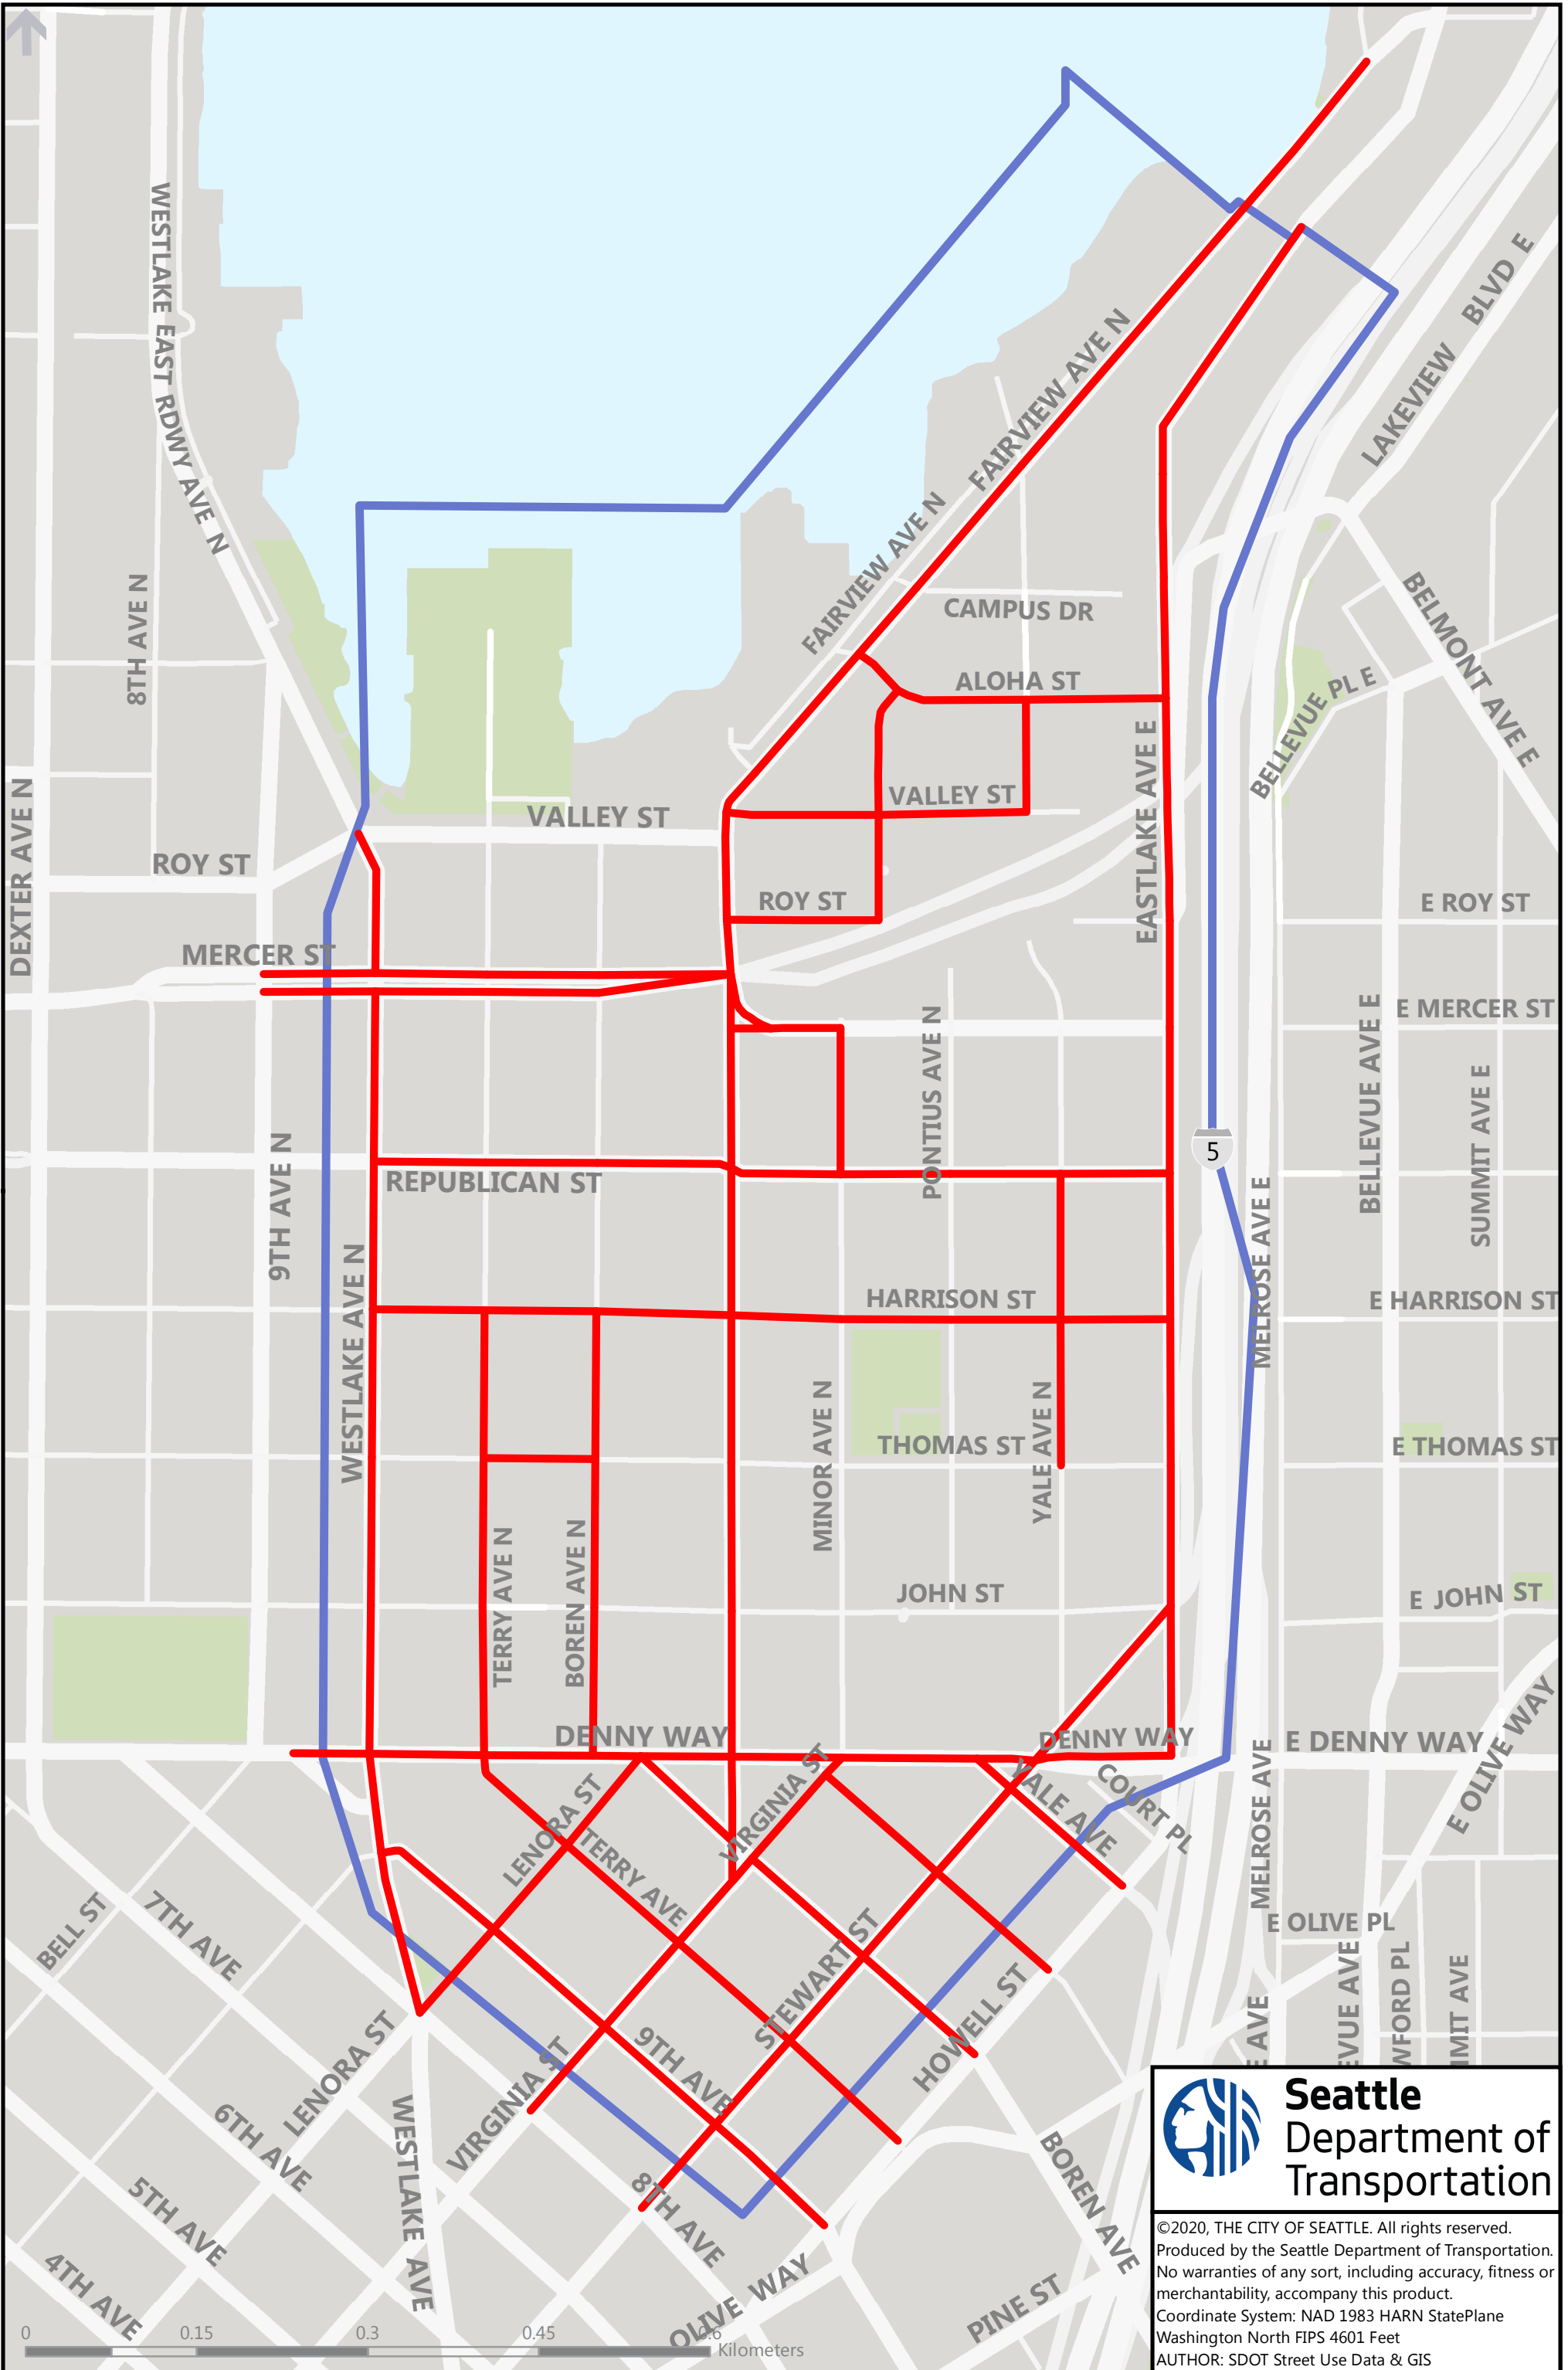 WESTLAKE EAST RDWY AVE N
BLVD E
LAKEVIEW
FAIRVIEW AVE N
FAIRVIEW AVE N
8TH AVE N
CAMPUS DR
BELMONT AVE E
ALOHA ST
BELLEVUE PL E
DEXTER AVE N
EASTLAKE AVE E
VALLEY ST
VALLEY ST
ROY ST
ROY ST
E ROY ST
MERCER ST
E MERCER ST
PONTIUS AVE N
BELLEVUE AVE E
SUMMIT AVE E
5
9TH AVE N
REPUBLICAN ST
MELROSE AVE E
WESTLAKE AVE N
HARRISON ST
E HARRISON ST
MINOR AVE N
YALE AVE N
THOMAS ST
E THOMAS ST
TERRY AVE N
BOREN AVE N
JOHN ST
E JOHN ST
DENNY WAY
DENNY WAY
E DENNY WAY
E OLIVE WAY
LENORA ST
VIRGINIA ST
YALE AVE
COURT PL
MELROSE AVE
TERRY AVE
BELL ST
7TH AVE
STEWART ST
E OLIVE PL
HOWELL ST
E AVE
EVUE AVE
WFORD PL
IMIT AVE
LENORA ST
VIRGINIA ST
9TH AVE
6TH AVE
WESTLAKE AVE
8TH AVE
BOREN AVE
5TH AVE
4TH AVE
OLIVE WAY
PINE ST
0 0.15 0.3 0.45 0.6
Kilometers
Seattle
Department of
Transportation
©2020, THE CITY OF SEATTLE. All rights reserved.
Produced by the Seattle Department of Transportation.
No warranties of any sort, including accuracy, fitness or
merchantability, accompany this product.
Coordinate System: NAD 1983 HARN StatePlane
Washington North FIPS 4601 Feet
AUTHOR: SDOT Street Use Data & GIS